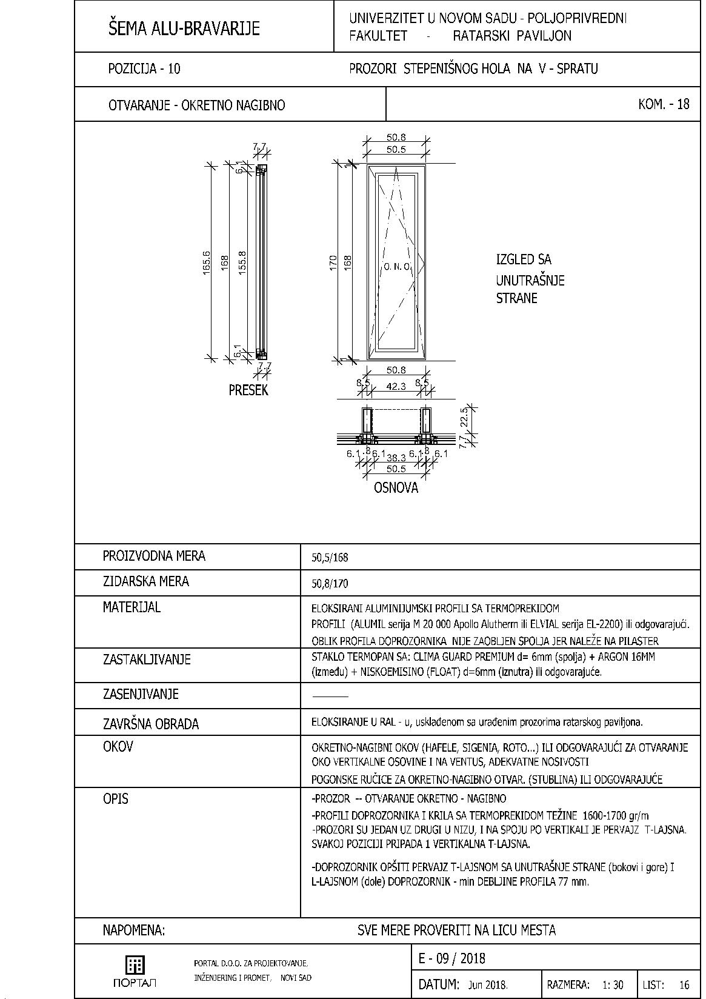 ŠEMA ALU-BRAVARIJE
UNIVERZITET U NOVOM SADU - POLJOPRIVREDNI
FAKULTET - RATARSKI PAVILJON
POZICIJA - 10
PROZORI STEPENIŠNOG HOLA NA V - SPRATU
OTVARANJE - OKRETNO NAGIBNO
KOM. - 18
50.8
50.5
7.7
6.1
1
165.6
168
155.8
170
168
O. N. O.
IZGLED SA
UNUTRAŠNJE
STRANE
6.1
1
7.7
PRESEK
50.8
8.5
42.3
8.5
22.5
7.7
6.1
.3
6.1
38.3
6.1
.3
6.1
50.5
OSNOVA
PROIZVODNA MERA
50,5/168
ZIDARSKA MERA
50,8/170
MATERIJAL
ELOKSIRANI ALUMINIJUMSKI PROFILI SA TERMOPREKIDOM
PROFILI (ALUMIL serija M 20 000 Apollo Alutherm ili ELVIAL serija EL-2200) ili odgovarajući.
OBLIK PROFILA DOPROZORNIKA NIJE ZAOBLJEN SPOLJA JER NALEŽE NA PILASTER
ZASTAKLJIVANJE
STAKLO TERMOPAN SA: CLIMA GUARD PREMIUM d= 6mm (spolja) + ARGON 16MM
(između) + NISKOEMISINO (FLOAT) d=6mm (iznutra) ili odgovarajuće.
ZASENJIVANJE
ZAVRŠNA OBRADA
ELOKSIRANJE U RAL - u, usklađenom sa urađenim prozorima ratarskog paviljona.
OKOV
OKRETNO-NAGIBNI OKOV (HAFELE, SIGENIA, ROTO...) ILI ODGOVARAJUĆI ZA OTVARANJE
OKO VERTIKALNE OSOVINE I NA VENTUS, ADEKVATNE NOSIVOSTI
POGONSKE RUČICE ZA OKRETNO-NAGIBNO OTVAR. (STUBLINA) ILI ODGOVARAJUĆE
OPIS
-PROZOR -- OTVARANJE OKRETNO - NAGIBNO
-PROFILI DOPROZORNIKA I KRILA SA TERMOPREKIDOM TEŽINE 1600-1700 gr/m
-PROZORI SU JEDAN UZ DRUGI U NIZU, I NA SPOJU PO VERTIKALI JE PERVAJZ T-LAJSNA.
SVAKOJ POZICIJI PRIPADA 1 VERTIKALNA T-LAJSNA.
-DOPROZORNIK OPŠITI PERVAJZ T-LAJSNOM SA UNUTRAŠNJE STRANE (bokovi i gore) I
L-LAJSNOM (dole) DOPROZORNIK - min DEBLJINE PROFILA 77 mm.
NAPOMENA:
SVE MERE PROVERITI NA LICU MESTA
ПОРТАЛ
PORTAL D.O.O. ZA PROJEKTOVANJE,
INŽENJERING I PROMET, NOVI SAD
E - 09 / 2018
DATUM: Jun 2018.
RAZMERA: 1: 30
LIST: 16